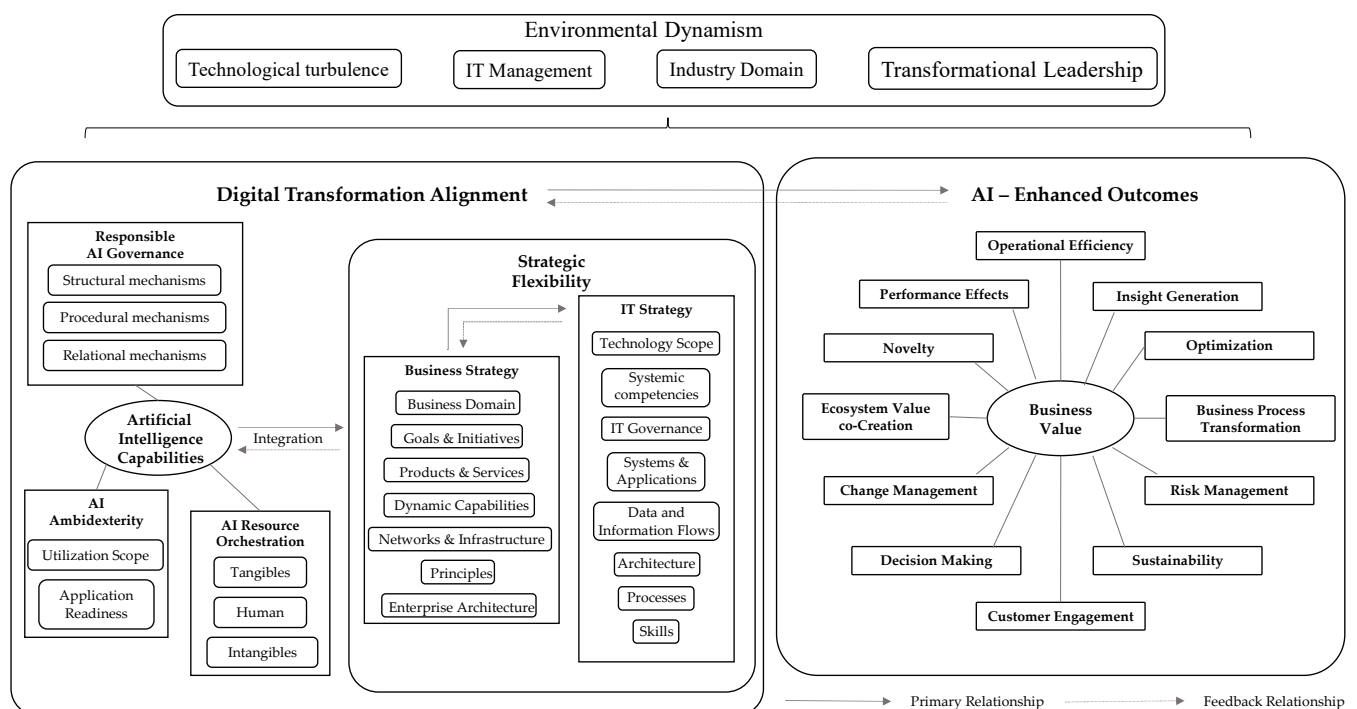 Environmental Dynamism
Technological turbulence
IT Management
Industry Domain
Transformational Leadership
Digital Transformation Alignment
Responsible
AI Governance
Structural mechanisms
Procedural mechanisms
Relational mechanisms
Artificial
Intelligence
Capabilities
Integration
AI
Ambidexterity
Utilization Scope
Application
Readiness
AI Resource
Orchestration
Tangibles
Human
Intangibles
Strategic
Flexibility
Business Strategy
Business Domain
Goals & Initiatives
Products & Services
Dynamic Capabilities
Networks & Infrastructure
Principles
Enterprise Architecture
IT Strategy
Technology Scope
Systemic
competencies
IT Governance
Systems &
Applications
Data and
Information Flows
Architecture
Processes
Skills
AI – Enhanced Outcomes
Operational Efficiency
Performance Effects
Insight Generation
Novelty
Optimization
Ecosystem Value
co-Creation
Business
Value
Business Process
Transformation
Change Management
Risk Management
Decision Making
Sustainability
Customer Engagement
Primary Relationship
Feedback Relationship